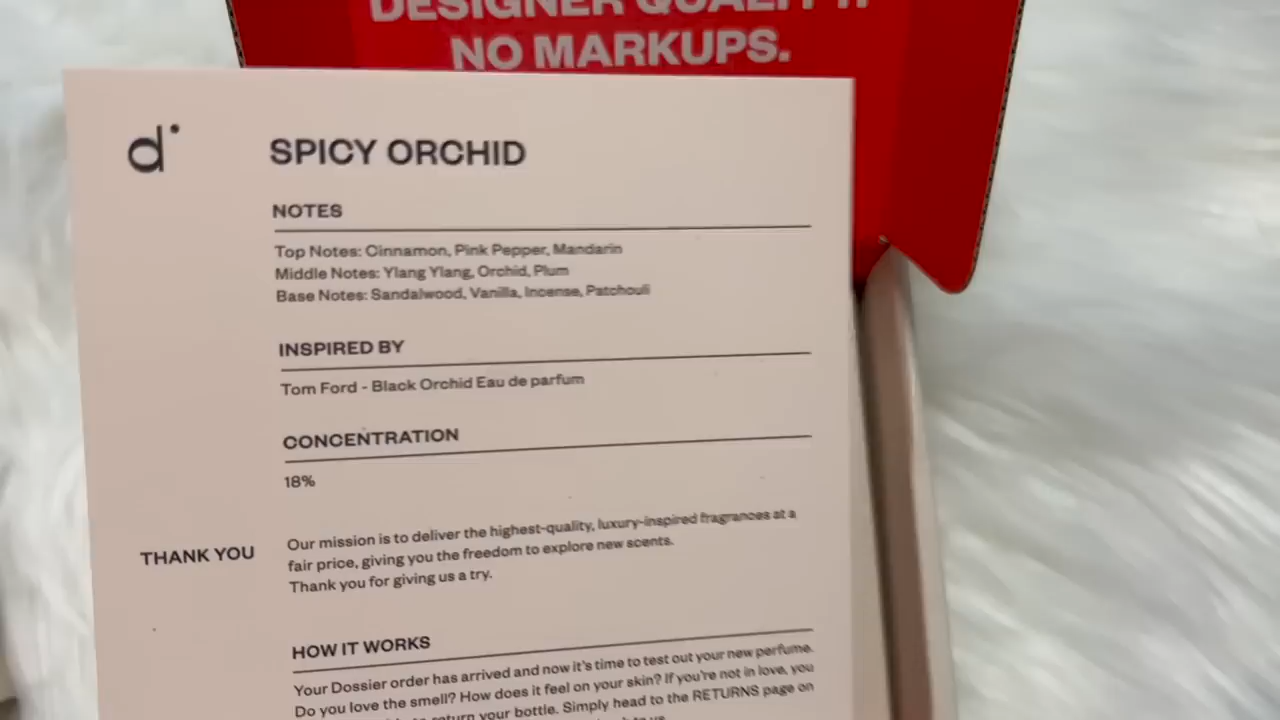 DESIGNER QUALITY
NO MARKUPS.
d
SPICY ORCHID
NOTES
Top Notes: Cinnamon, Pink Pepper, Mandarin
Middle Notes: Ylang Ylang, Orchid, Plum
Base Notes: Sandalwood, Vanilla, Incense, Patchouli
INSPIRED BY
Tom Ford - Black Orchid Eau de parfum
CONCENTRATION
18%
THANK YOU
Our mission is to deliver the highest-quality, luxury-inspired fragrances at a
fair price, giving you the freedom to explore new scents.
Thank you for giving us a try.
HOW IT WORKS
Your Dossier order has arrived and now it's time to test out your new perfume.
Do you love the smell? How does it feel on your skin? If you're not in love, you
return your bottle. Simply head to the RETURNS page on